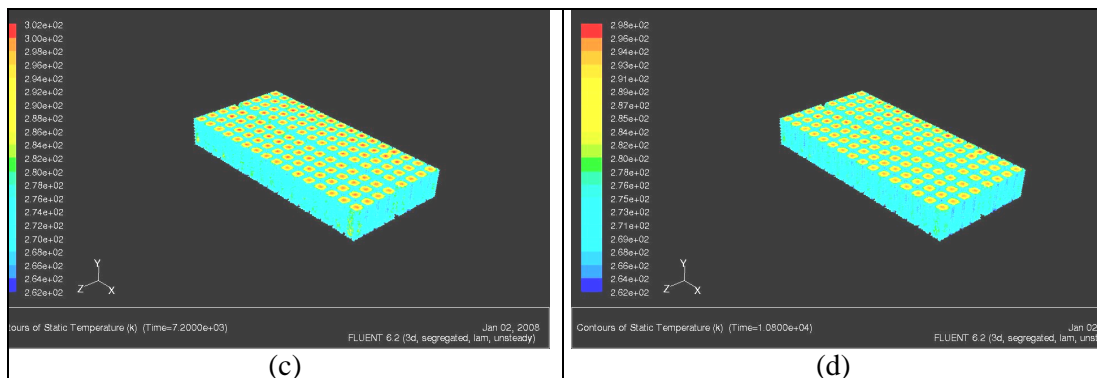 3.02e+02
3.00e+02
2.98e+02
2.96e+02
2.94e+02
2.92e+02
2.90e+02
2.88e+02
2.86e+02
2.84e+02
2.82e+02
2.80e+02
2.78e+02
2.76e+02
2.74e+02
2.72e+02
2.70e+02
2.68e+02
2.66e+02
2.64e+02
2.62e+02
Y
Z X
tours of Static Temperature (k) (Time=7.2000e+03)
Jan 02, 2008
FLUENT 6.2 (3d, segregated, lam, unsteady)
(c)
2.98e+02
2.96e+02
2.94e+02
2.93e+02
2.91e+02
2.89e+02
2.87e+02
2.85e+02
2.84e+02
2.82e+02
2.80e+02
2.78e+02
2.76e+02
2.75e+02
2.73e+02
2.71e+02
2.69e+02
2.67e+02
2.66e+02
2.64e+02
2.62e+02
Y
Z X
Contours of Static Temperature (k) (Time=1.0800e+04)
Jan 02
FLUENT 6.2 (3d, segregated, lam, uns
(d)